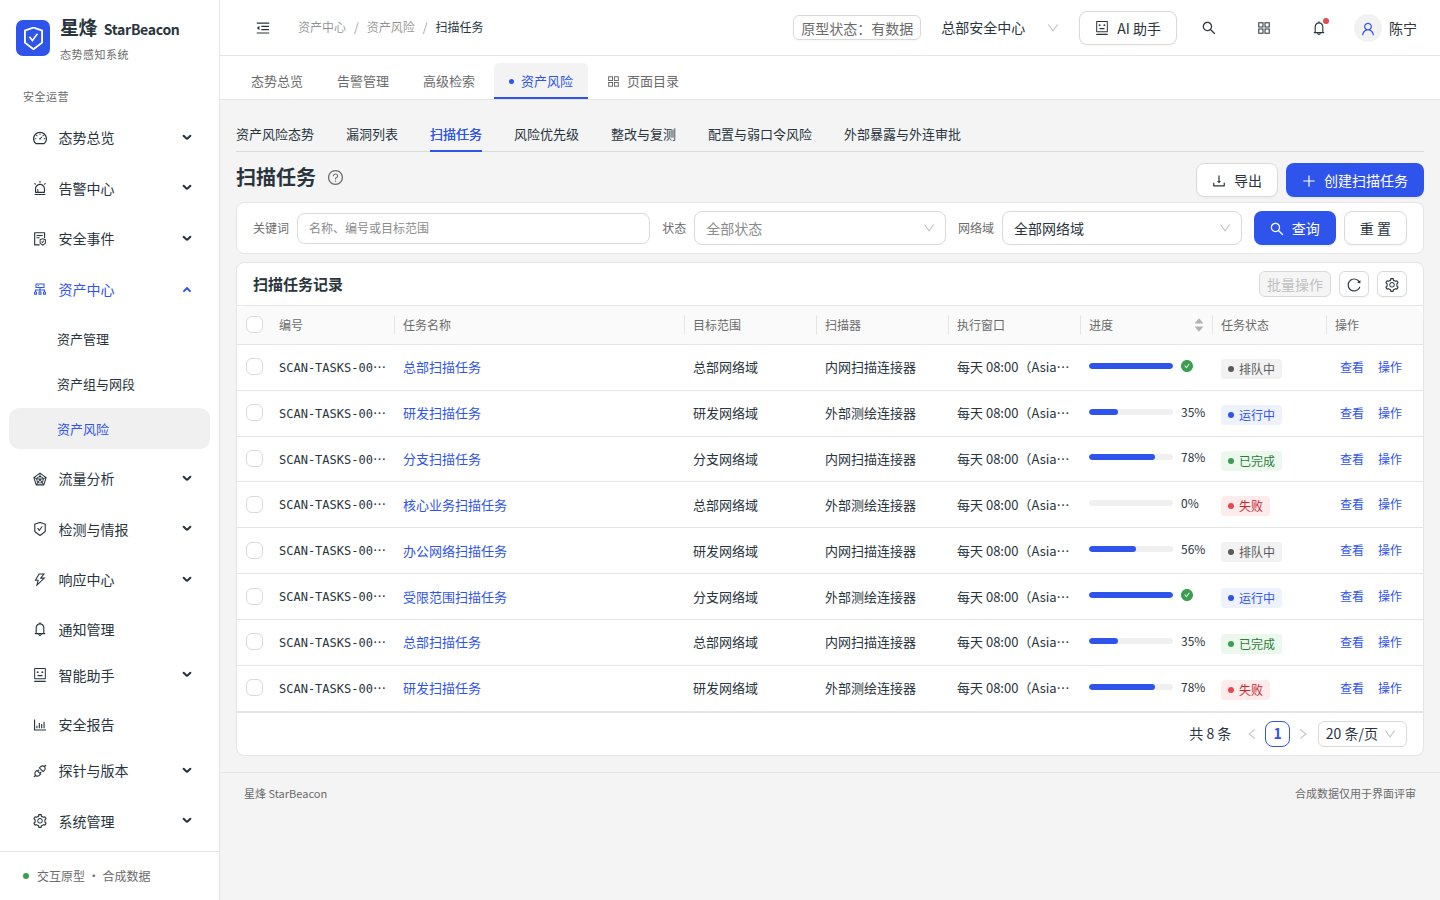 星烽 StarBeacon
态势感知系统
安全运营
态势总览
告警中心
安全事件
资产中心
资产管理
资产组与网段
资产风险
流量分析
检测与情报
响应中心
通知管理
智能助手
安全报告
探针与版本
系统管理
交互原型 · 合成数据
资产中心 / 资产风险 / 扫描任务
原型状态：有数据
总部安全中心
AI 助手
陈宁
态势总览 告警管理 高级检索 资产风险 页面目录
资产风险态势 漏洞列表 扫描任务 风险优先级 整改与复测 配置与弱口令风险 外部暴露与外连审批
扫描任务
导出
创建扫描任务
关键词 名称、编号或目标范围 状态 全部状态 网络域 全部网络域 查询 重 置
扫描任务记录
批量操作
编号 任务名称 目标范围 扫描器 执行窗口 进度 任务状态 操作
SCAN-TASKS-00··· 总部扫描任务 总部网络域 内网扫描连接器 每天 08:00（Asia··· 排队中 查看 操作
SCAN-TASKS-00··· 研发扫描任务 研发网络域 外部测绘连接器 每天 08:00（Asia··· 35% 运行中 查看 操作
SCAN-TASKS-00··· 分支扫描任务 分支网络域 内网扫描连接器 每天 08:00（Asia··· 78% 已完成 查看 操作
SCAN-TASKS-00··· 核心业务扫描任务 总部网络域 外部测绘连接器 每天 08:00（Asia··· 0% 失败 查看 操作
SCAN-TASKS-00··· 办公网络扫描任务 研发网络域 内网扫描连接器 每天 08:00（Asia··· 56% 排队中 查看 操作
SCAN-TASKS-00··· 受限范围扫描任务 分支网络域 外部测绘连接器 每天 08:00（Asia··· 运行中 查看 操作
SCAN-TASKS-00··· 总部扫描任务 总部网络域 内网扫描连接器 每天 08:00（Asia··· 35% 已完成 查看 操作
SCAN-TASKS-00··· 研发扫描任务 研发网络域 外部测绘连接器 每天 08:00（Asia··· 78% 失败 查看 操作
共 8 条 1 20 条/页
星烽 StarBeacon
合成数据仅用于界面评审